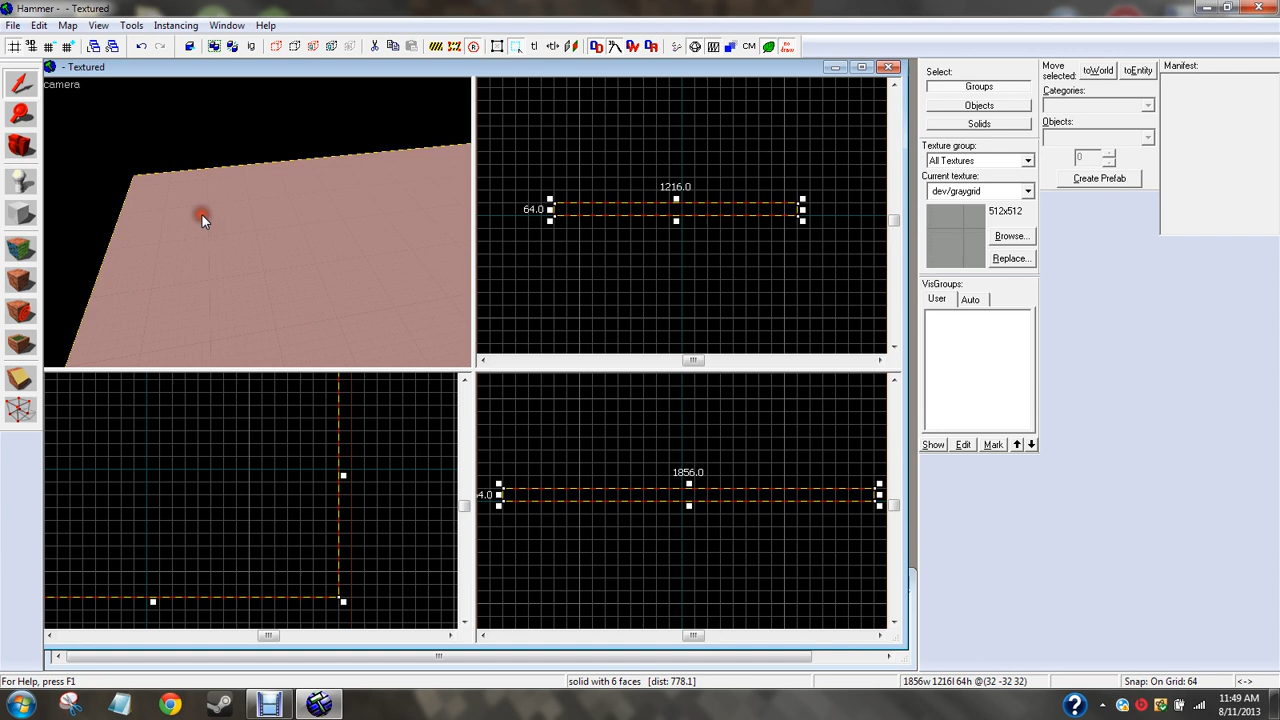 Hammer - - Textured
File Edit Map View Tools Instancing Window Help
CM
- Textured
camera
1216.0
64.0
1856.0
4.0
Select:
Groups
Objects
Solids
Texture group:
All Textures
Current texture:
dev/graygrid
512x512
Browse...
Replace...
VisGroups:
User Auto
Show Edit Mark
Move selected:
toWorld toEntity
Categories:
Objects:
0
Create Prefab
Manifest:
For Help, press F1
solid with 6 faces [dist: 778.1]
1856w 1216l 64h @(32 -32 32)
Snap: On Grid: 64
<->
11:49 AM
8/11/2013